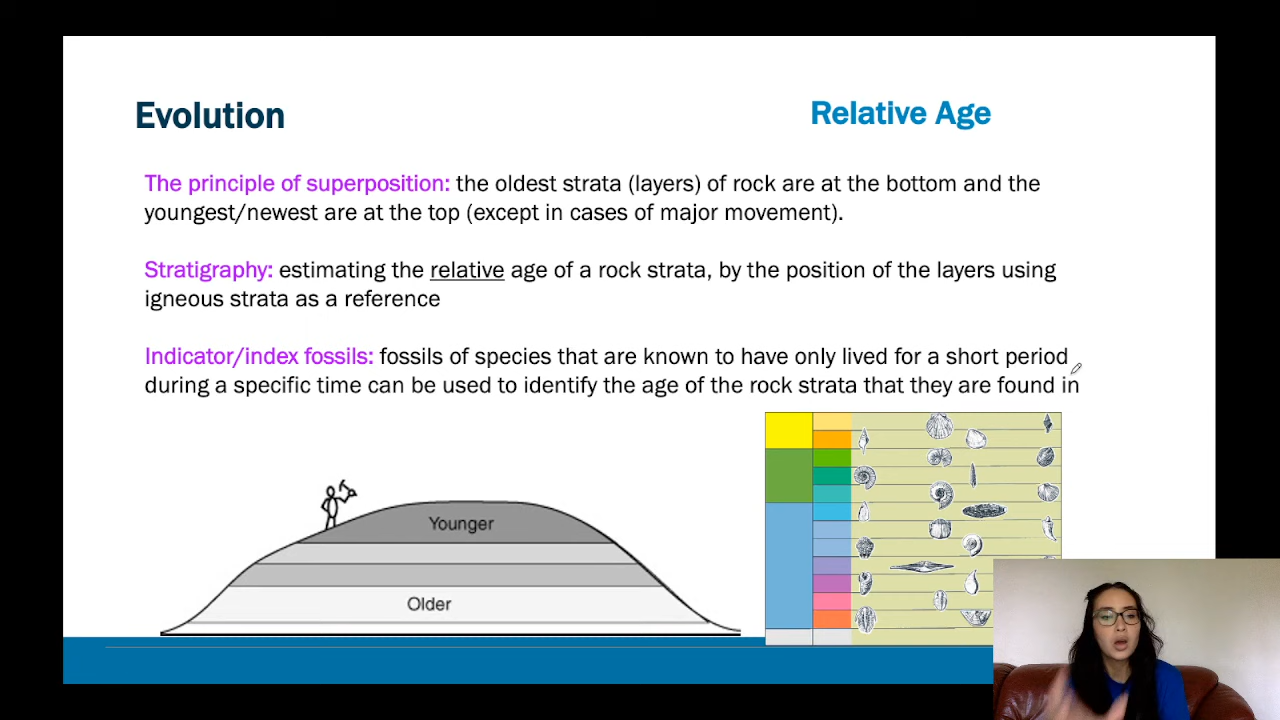 Evolution
Relative Age
The principle of superposition: the oldest strata (layers) of rock are at the bottom and the
youngest/newest are at the top (except in cases of major movement).
Stratigraphy: estimating the relative age of a rock strata, by the position of the layers using
igneous strata as a reference
Indicator/index fossils: fossils of species that are known to have only lived for a short period
during a specific time can be used to identify the age of the rock strata that they are found in
Younger
Older